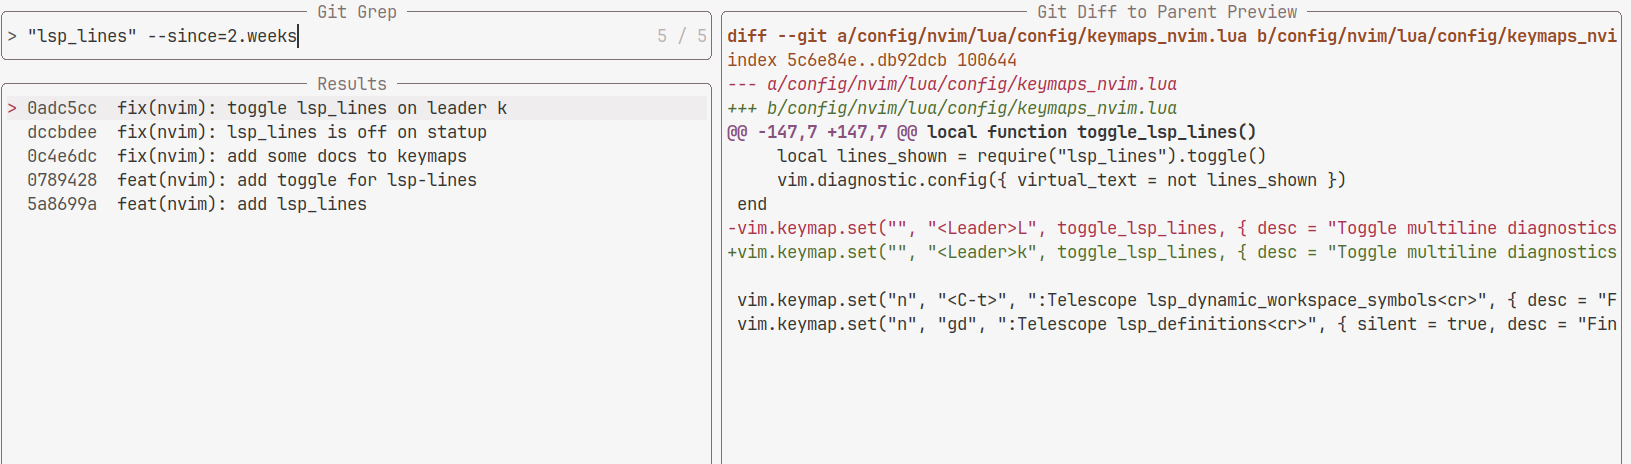 Git Grep
> "lsp_lines" --since=2.weeks 5 / 5
Results
> 0adc5cc fix(nvim): toggle lsp_lines on leader k
dccbdee fix(nvim): lsp_lines is off on statup
0c4e6dc fix(nvim): add some docs to keymaps
0789428 feat(nvim): add toggle for lsp-lines
5a8699a feat(nvim): add lsp_lines
Git Diff to Parent Preview
diff --git a/config/nvim/lua/config/keymaps_nvim.lua b/config/nvim/lua/config/keymaps_nvi
index 5c6e84e..db92dcb 100644
--- a/config/nvim/lua/config/keymaps_nvim.lua
+++ b/config/nvim/lua/config/keymaps_nvim.lua
@@ -147,7 +147,7 @@ local function toggle_lsp_lines()
local lines_shown = require("lsp_lines").toggle()
vim.diagnostic.config({ virtual_text = not lines_shown })
end
-vim.keymap.set("", "<Leader>L", toggle_lsp_lines, { desc = "Toggle multiline diagnostics
+vim.keymap.set("", "<Leader>k", toggle_lsp_lines, { desc = "Toggle multiline diagnostics
vim.keymap.set("n", "<C-t>", ":Telescope lsp_dynamic_workspace_symbols<cr>", { desc = "F
vim.keymap.set("n", "gd", ":Telescope lsp_definitions<cr>", { silent = true, desc = "Fin